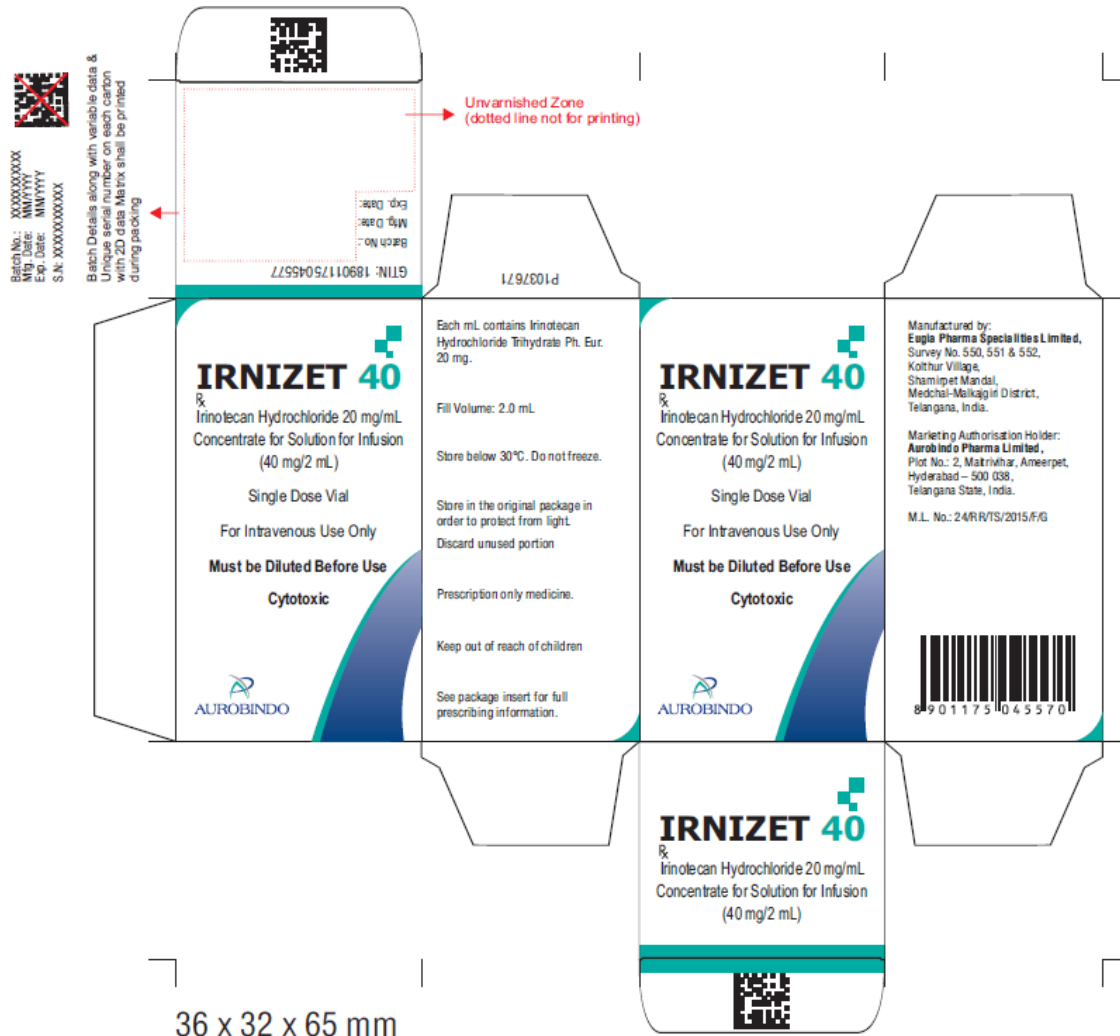 Batch No.: XXXXXXXXXXX
Mfg. Date: MM/YYYY
Exp. Date: MM/YYYY
S.N: XXXXXXXXXXXXX
Batch Details along with variable data &
Unique serial number on each carton
with 2D data Matrix shall be printed
during packing
Unvarnished Zone
(dotted line not for printing)
GTIN: 18901175045577
Batch No.:
Mfg. Date:
Exp. Date:
P1037671
IRNIZET 40
Rx
Irinotecan Hydrochloride 20 mg/mL
Concentrate for Solution for Infusion
(40 mg/2 mL)
Single Dose Vial
For Intravenous Use Only
Must be Diluted Before Use
Cytotoxic
AUROBINDO
Each mL contains Irinotecan
Hydrochloride Trihydrate Ph. Eur.
20 mg.
Fill Volume: 2.0 mL
Store below 30°C. Do not freeze.
Store in the original package in
order to protect from light.
Discard unused portion
Prescription only medicine.
Keep out of reach of children
See package insert for full
prescribing information.
IRNIZET 40
Rx
Irinotecan Hydrochloride 20 mg/mL
Concentrate for Solution for Infusion
(40 mg/2 mL)
Single Dose Vial
For Intravenous Use Only
Must be Diluted Before Use
Cytotoxic
AUROBINDO
Manufactured by:
Eugia Pharma Specialities Limited,
Survey No. 550, 551 & 552,
Kolthur Village,
Shamirpet Mandal,
Medchal-Malkajgiri District,
Telangana, India.
Marketing Authorisation Holder:
Aurobindo Pharma Limited,
Plot No.: 2, Maitrivihar, Ameerpet,
Hyderabad – 500 038,
Telangana State, India.
M.L. No.: 24/RR/TS/2015/F/G
8 901175 045570
IRNIZET 40
Rx
Irinotecan Hydrochloride 20 mg/mL
Concentrate for Solution for Infusion
(40 mg/2 mL)
36 x 32 x 65 mm